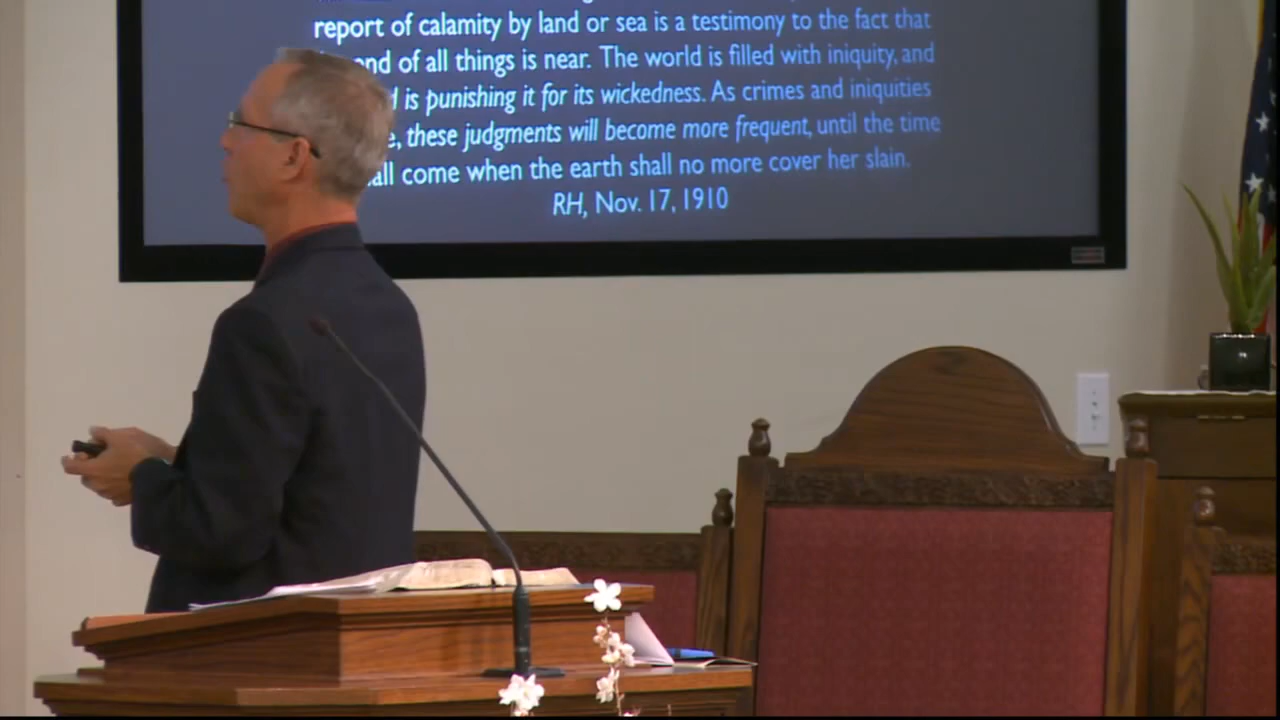 report of calamity by land or sea is a testimony to the fact that
end of all things is near. The world is filled with iniquity, and
is punishing it for its wickedness. As crimes and iniquities
these judgments will become more frequent, until the time
come when the earth shall no more cover her slain.
RH, Nov. 17, 1910